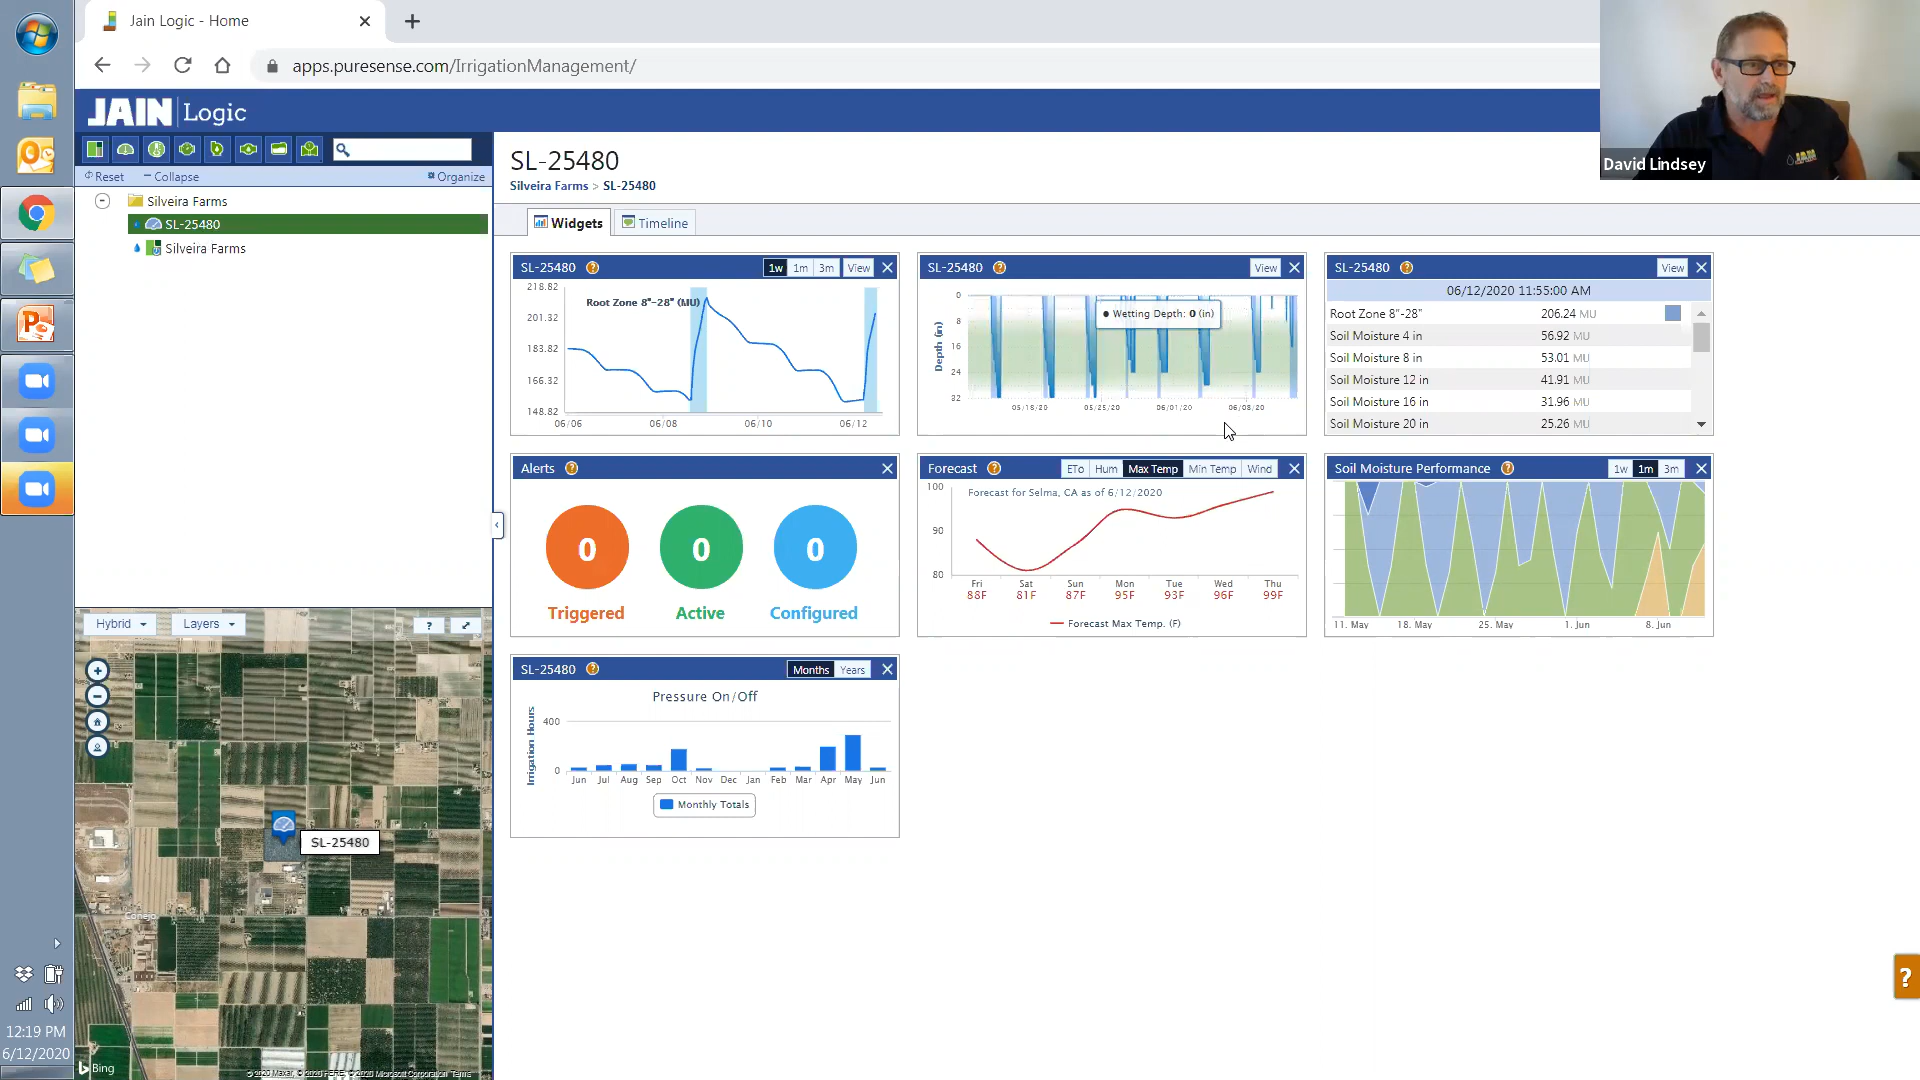 Jain Logic - Home
apps.puresense.com/IrrigationManagement/
JAIN Logic
Reset
Collapse
Organize
Silveira Farms
SL-25480
Silveira Farms
SL-25480
Silveira Farms > SL-25480
Widgets
Timeline
SL-25480 ? 1w 1m 3m View
Root Zone 8"-28" (MU)
218.82
201.32
183.82
166.32
148.82
06/06 06/08 06/10 06/12
SL-25480 ? View
Depth (in)
0
8
16
24
32
Wetting Depth: 0 (in)
05/18/20 05/25/20 06/01/20 06/08/20
SL-25480 ? View
06/12/2020 11:55:00 AM
Root Zone 8"-28" 206.24 MU
Soil Moisture 4 in 56.92 MU
Soil Moisture 8 in 53.01 MU
Soil Moisture 12 in 41.91 MU
Soil Moisture 16 in 31.96 MU
Soil Moisture 20 in 25.26 MU
Alerts ?
0 0 0
Triggered Active Configured
Forecast ? ETo Hum Max Temp Min Temp Wind
Forecast for Selma, CA as of 6/12/2020
100
90
80
Fri Sat Sun Mon Tue Wed Thu
88F 81F 87F 95F 93F 96F 99F
Forecast Max Temp. (F)
Soil Moisture Performance ? 1w 1m 3m
11. May 18. May 25. May 1. Jun 8. Jun
SL-25480 ? Months Years
Pressure On/Off
Irrigation Hours
400
0
Jun Jul Aug Sep Oct Nov Dec Jan Feb Mar Apr May Jun
Monthly Totals
Hybrid
Layers
?
SL-25480
Conejo
Bing
David Lindsey
JAIN
?
12:19 PM
6/12/2020